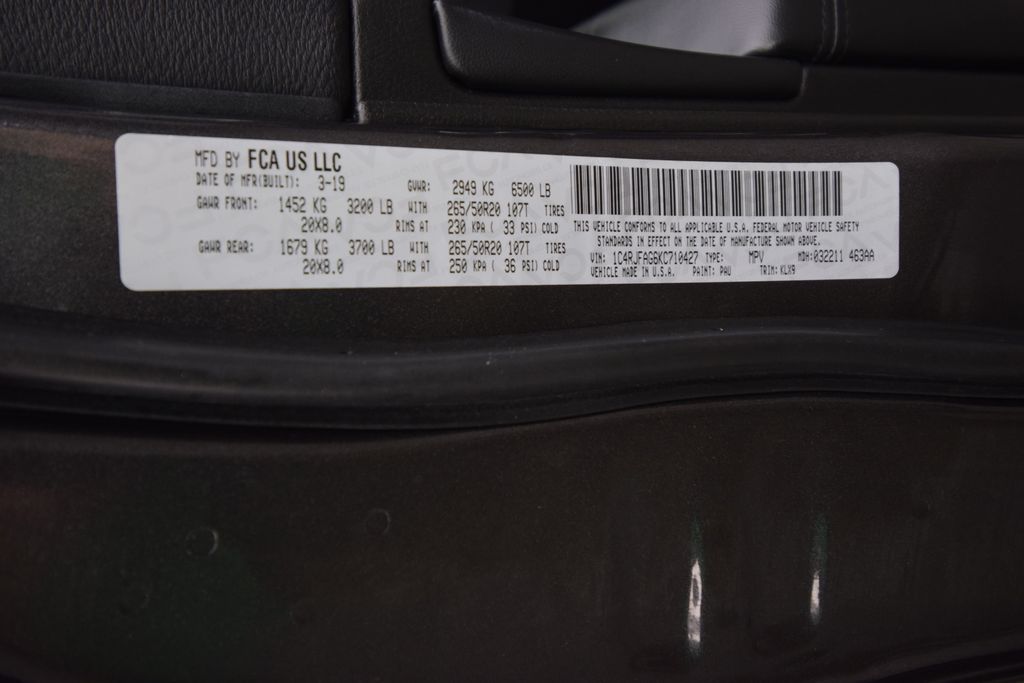 MFD BY FCA US LLC
DATE OF MFR(BUILT): 3-19 GVWR: 2949 KG 6500 LB
GAWR FRONT: 1452 KG 3200 LB WITH 265/50R20 107T TIRES
20X8.0 RIMS AT 230 KPA ( 33 PSI) COLD
GAWR REAR: 1679 KG 3700 LB WITH 265/50R20 107T TIRES
20X8.0 RIMS AT 250 KPA ( 36 PSI) COLD
THIS VEHICLE CONFORMS TO ALL APPLICABLE U.S.A. FEDERAL MOTOR VEHICLE SAFETY
STANDARDS IN EFFECT ON THE DATE OF MANUFACTURE SHOWN ABOVE.
VIN: 1C4RJFAG6KC710427 TYPE: MPV MDH:032211 463AA
VEHICLE MADE IN U.S.A. PAINT: PAU TRIM: KLX9